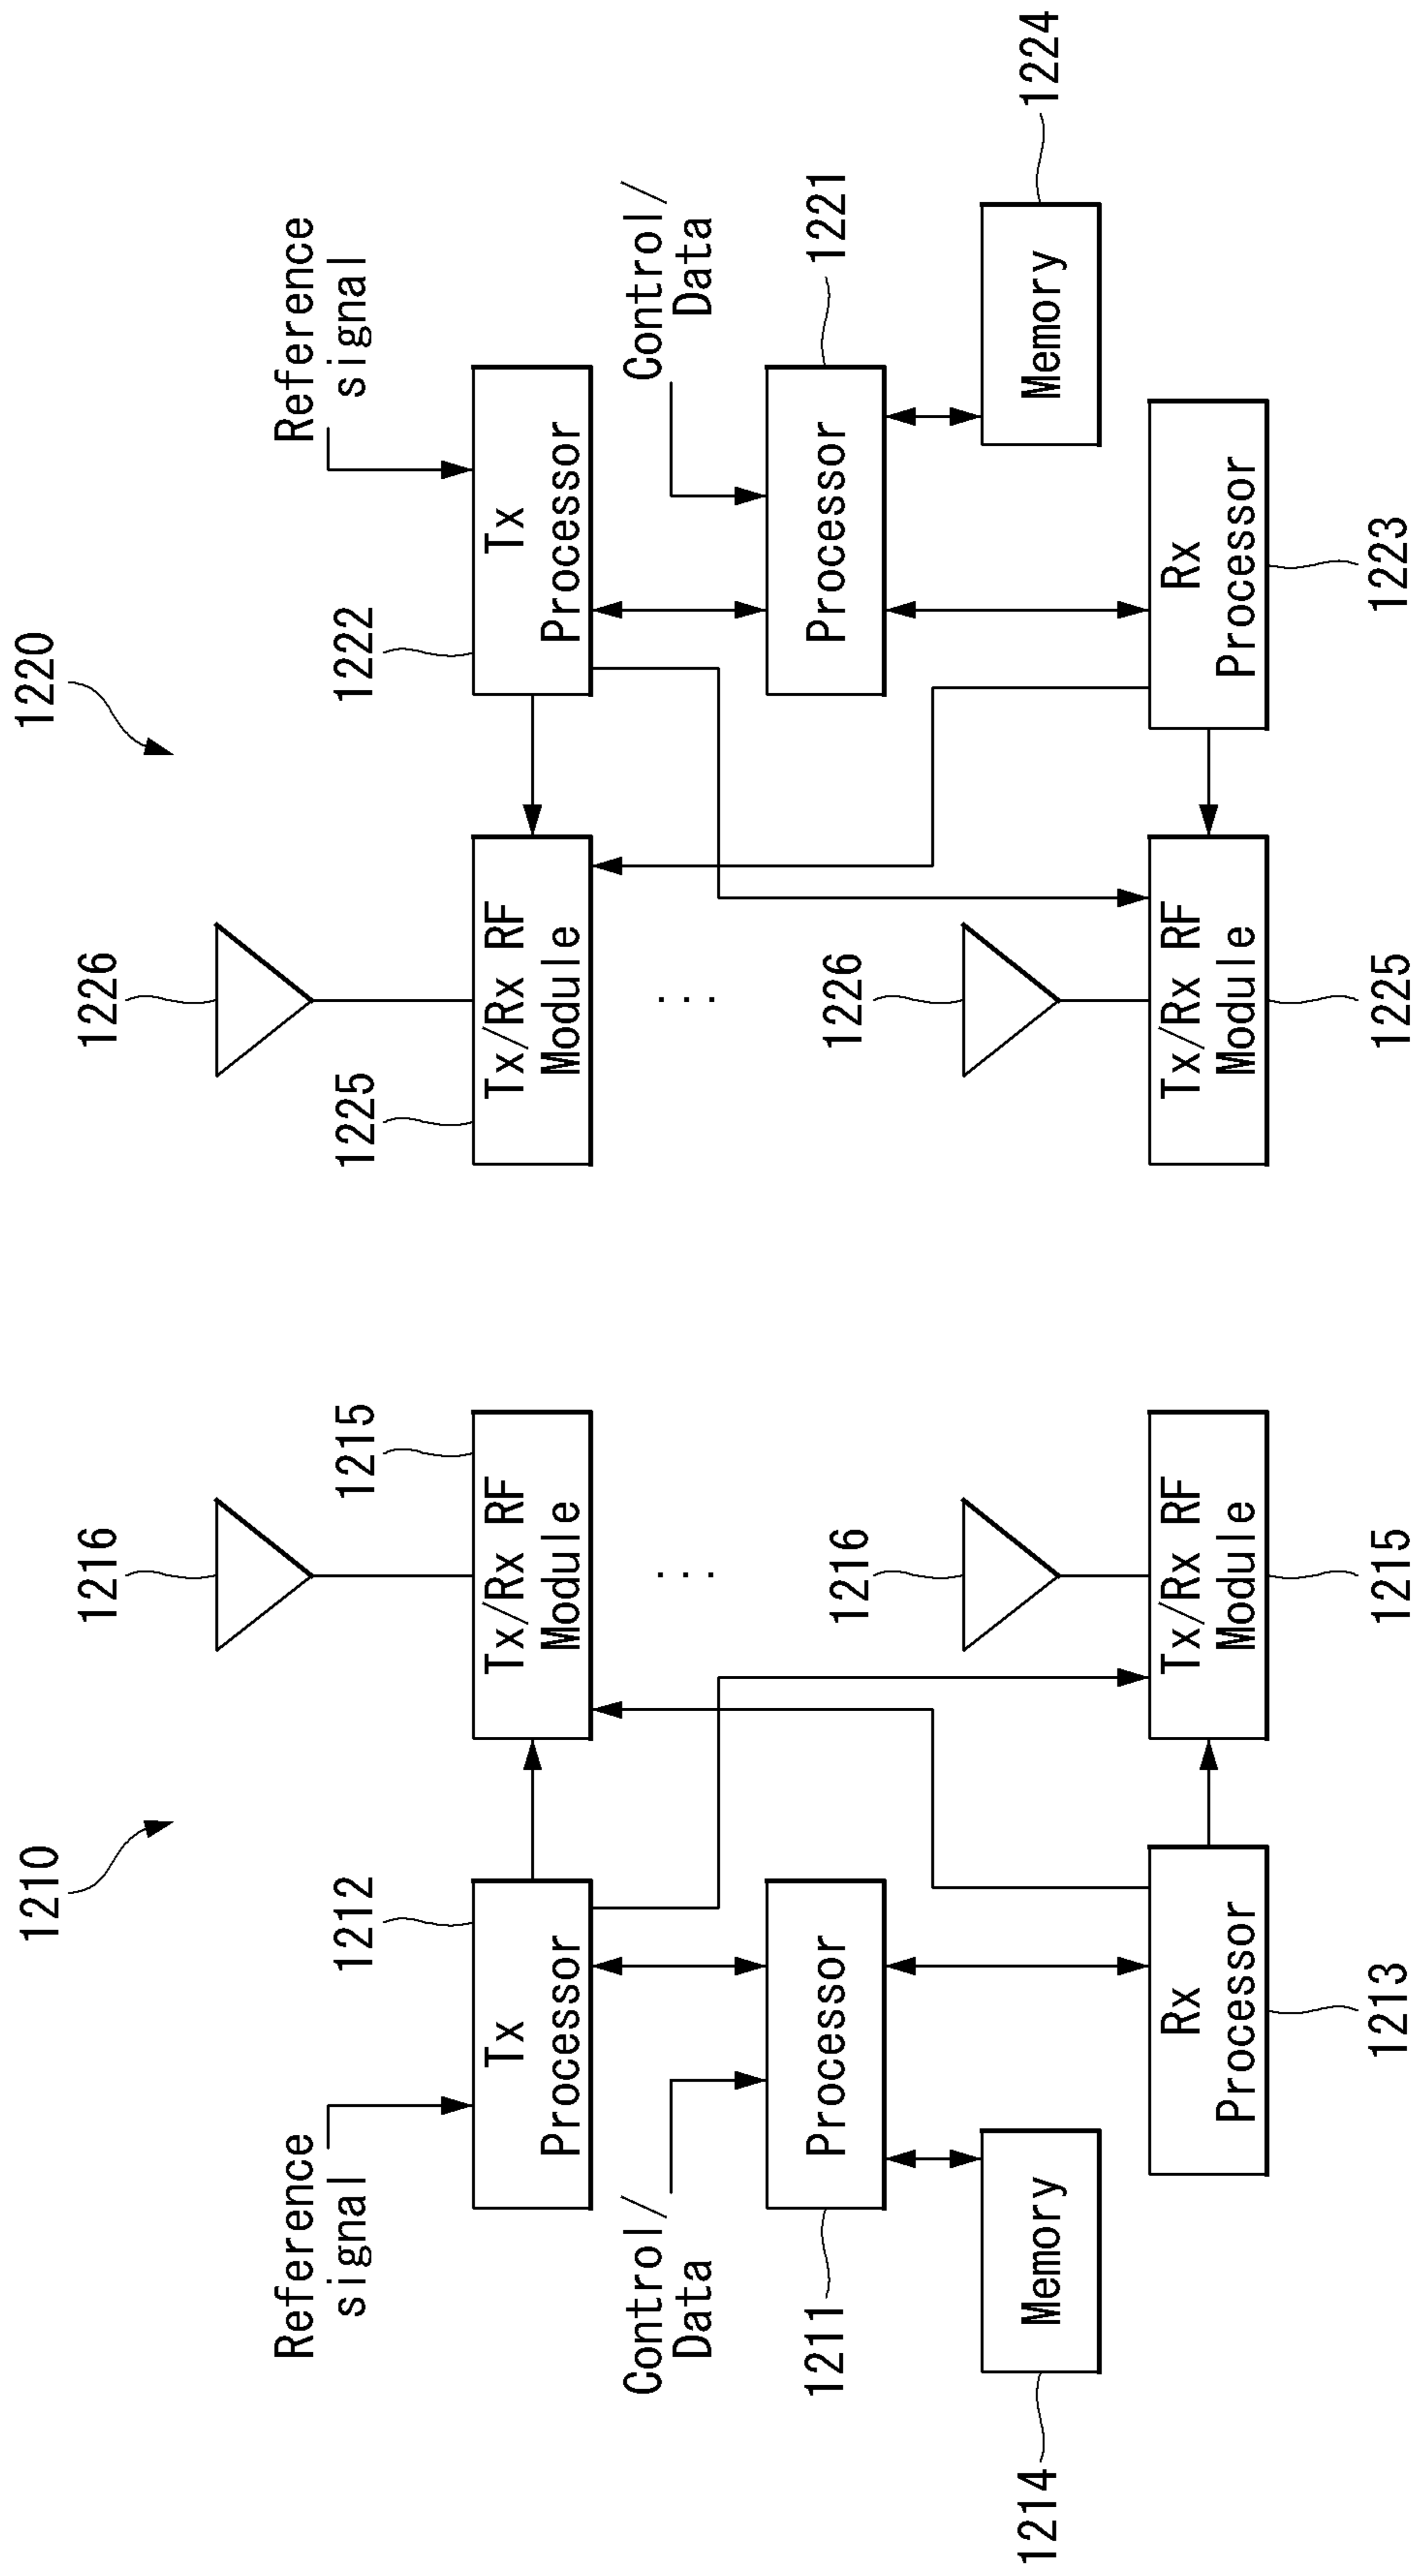 1210
1220
1216
1226
Reference
signal
1212
1215
1225
1222
Reference
signal
Tx
Processor
Tx/Rx RF
Module
Tx/Rx RF
Module
Tx
Processor
Control/
Data
...
...
Control/
Data
1211
Processor
1216
1226
Processor
1221
1214
Memory
Memory
1224
Rx
Processor
Tx/Rx RF
Module
Tx/Rx RF
Module
Rx
Processor
1213
1215
1225
1223